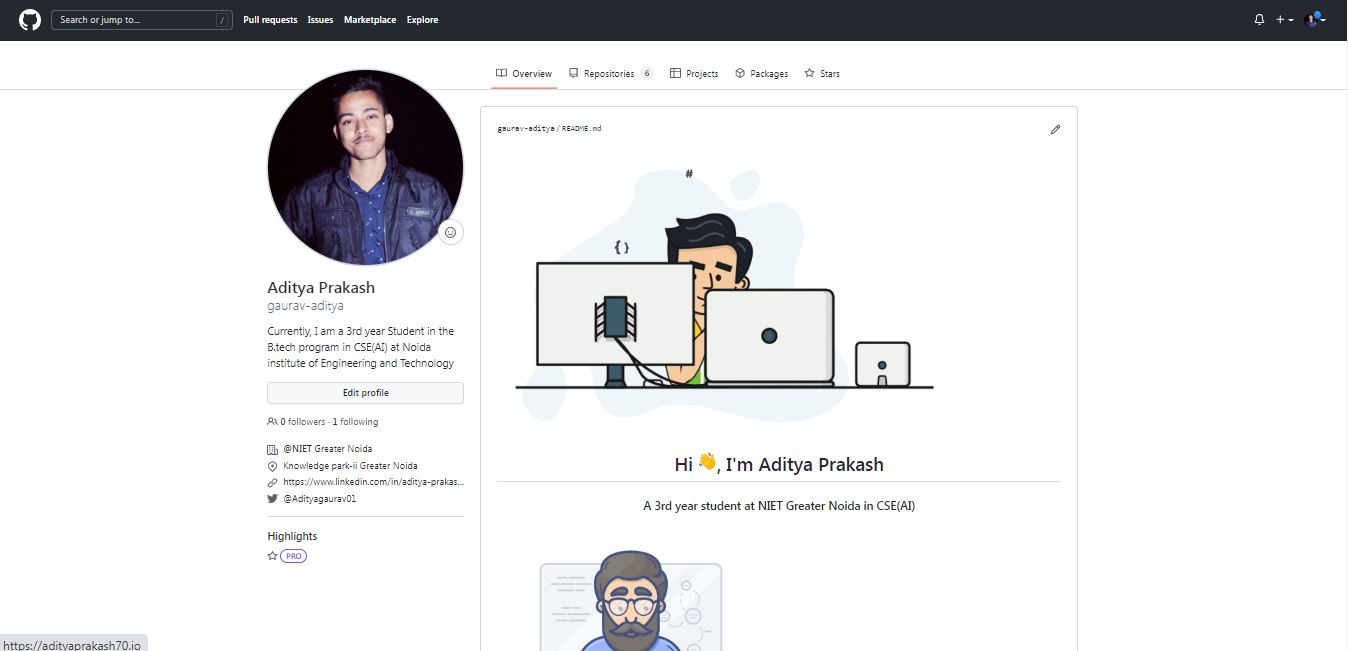 Search or jump to... /
Pull requests Issues Marketplace Explore
Overview Repositories 6 Projects Packages Stars
gaurav-aditya / README.md
#
{}
Aditya Prakash
gaurav-aditya
Currently, I am a 3rd year Student in the
B.tech program in CSE(AI) at Noida
institute of Engineering and Technology
Edit profile
0 followers · 1 following
@NIET Greater Noida
Knowledge park-ii Greater Noida
https://www.linkedin.com/in/aditya-prakas...
@Adityagaurav01
Highlights
PRO
Hi 👋, I'm Aditya Prakash
A 3rd year student at NIET Greater Noida in CSE(AI)
https://adityaprakash70.io